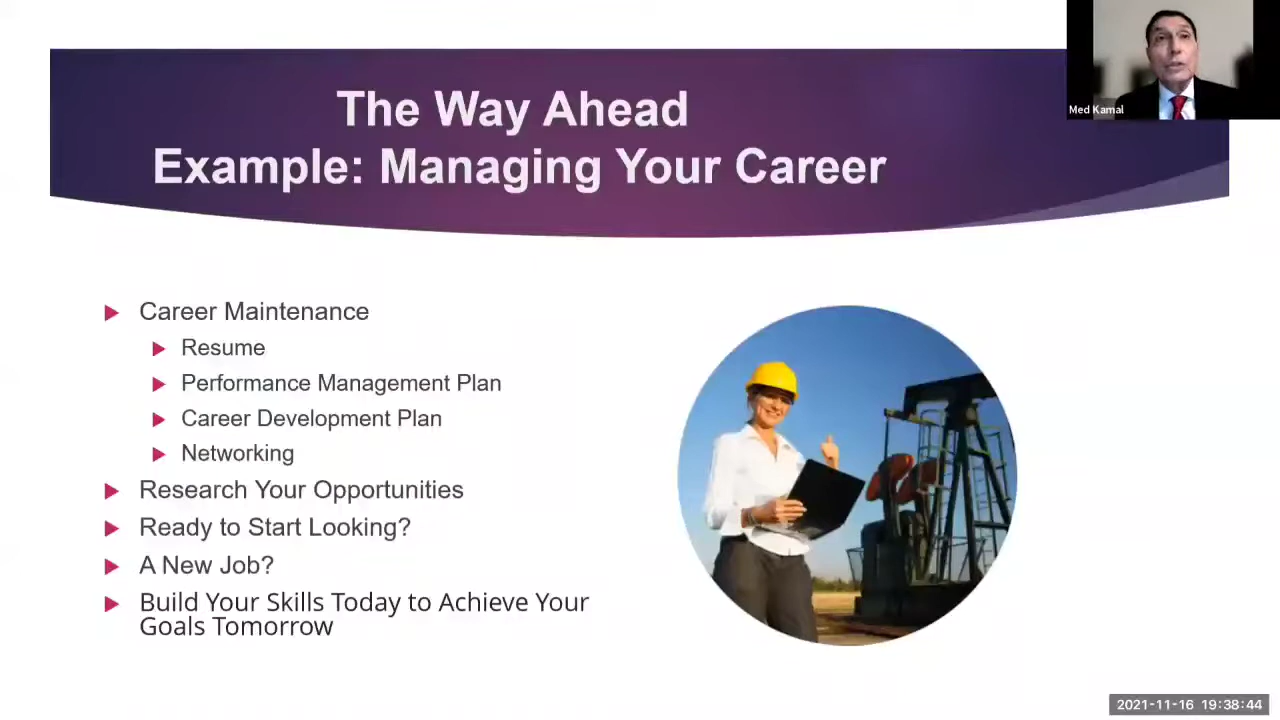 The Way Ahead
Example: Managing Your Career
Med Kamal
Career Maintenance
Resume
Performance Management Plan
Career Development Plan
Networking
Research Your Opportunities
Ready to Start Looking?
A New Job?
Build Your Skills Today to Achieve Your
Goals Tomorrow
2021-11-16 19:38:44